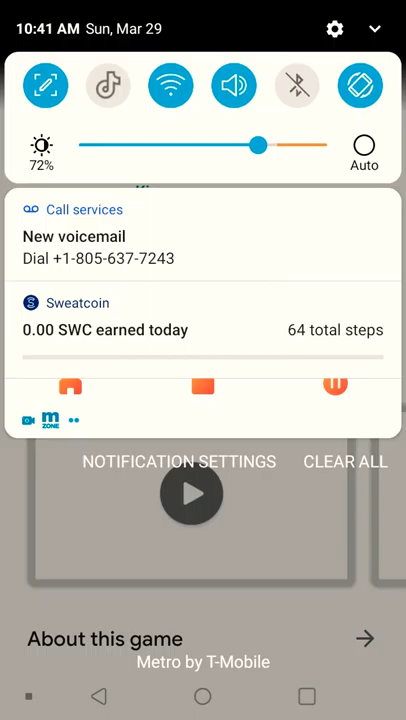 10:41 AM Sun, Mar 29
72%
Auto
Call services
New voicemail
Dial +1-805-637-7243
Sweatcoin
0.00 SWC earned today 64 total steps
m
ZONE
NOTIFICATION SETTINGS CLEAR ALL
About this game
Metro by T-Mobile